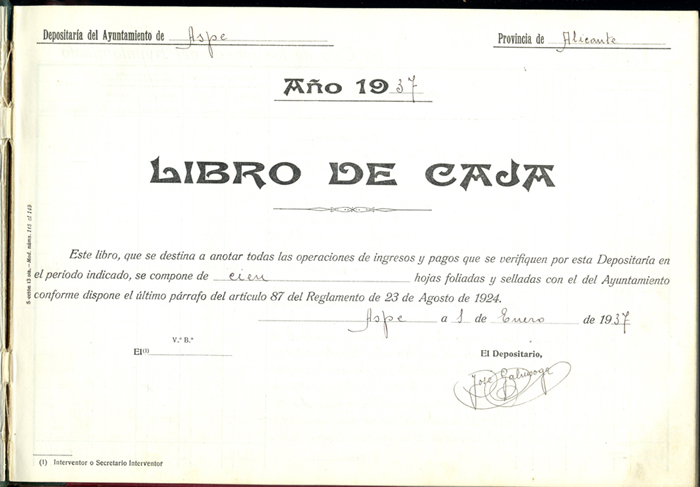 Depositaría del Ayuntamiento de Aspe
Provincia de Alicante
Año 1937
LIBRO DE CAJA
Este libro, que se destina a anotar todas las operaciones de ingresos y pagos que se verifiquen por esta Depositaría en
el período indicado, se compone de cien hojas foliadas y selladas con el del Ayuntamiento
conforme dispone el último párrafo del artículo 87 del Reglamento de 23 de Agosto de 1924.
Aspe a 1 de Enero de 1937
V.º B.º
El (1)
El Depositario,
José
(1) Interventor o Secretario Interventor